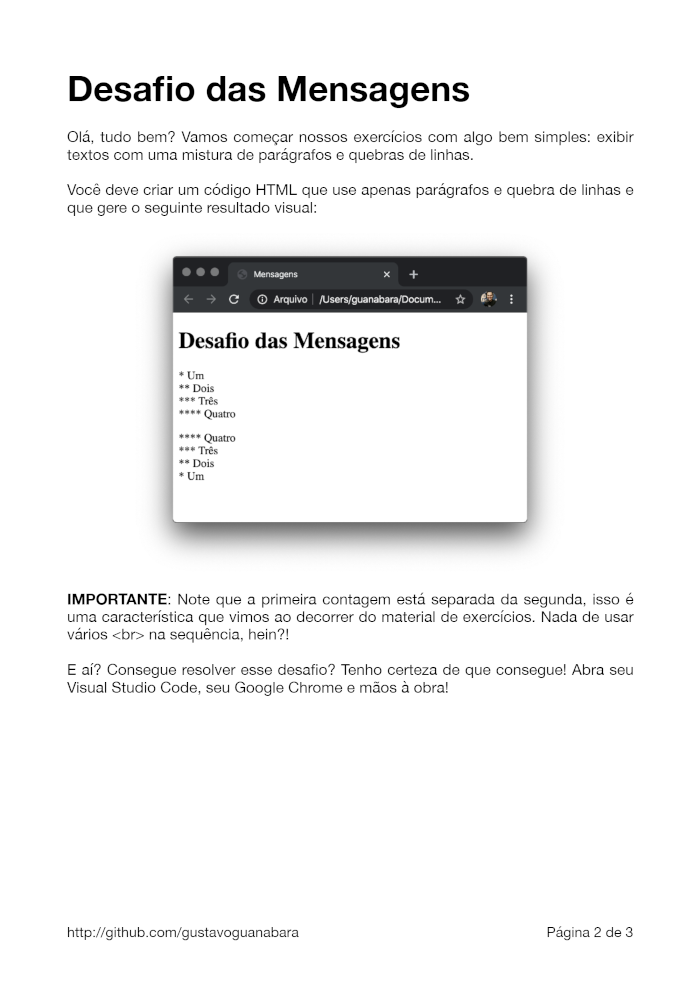 Desafio das Mensagens
Olá, tudo bem? Vamos começar nossos exercícios com algo bem simples: exibir
textos com uma mistura de parágrafos e quebras de linhas.
Você deve criar um código HTML que use apenas parágrafos e quebra de linhas e
que gere o seguinte resultado visual:
Mensagens
Arquivo | /Users/guanabara/Docum...
Desafio das Mensagens
* Um
** Dois
*** Três
**** Quatro
**** Quatro
*** Três
** Dois
* Um
IMPORTANTE: Note que a primeira contagem está separada da segunda, isso é
uma característica que vimos ao decorrer do material de exercícios. Nada de usar
vários <br> na sequência, hein?!
E aí? Consegue resolver esse desafio? Tenho certeza de que consegue! Abra seu
Visual Studio Code, seu Google Chrome e mãos à obra!
http://github.com/gustavoguanabara
Página 2 de 3